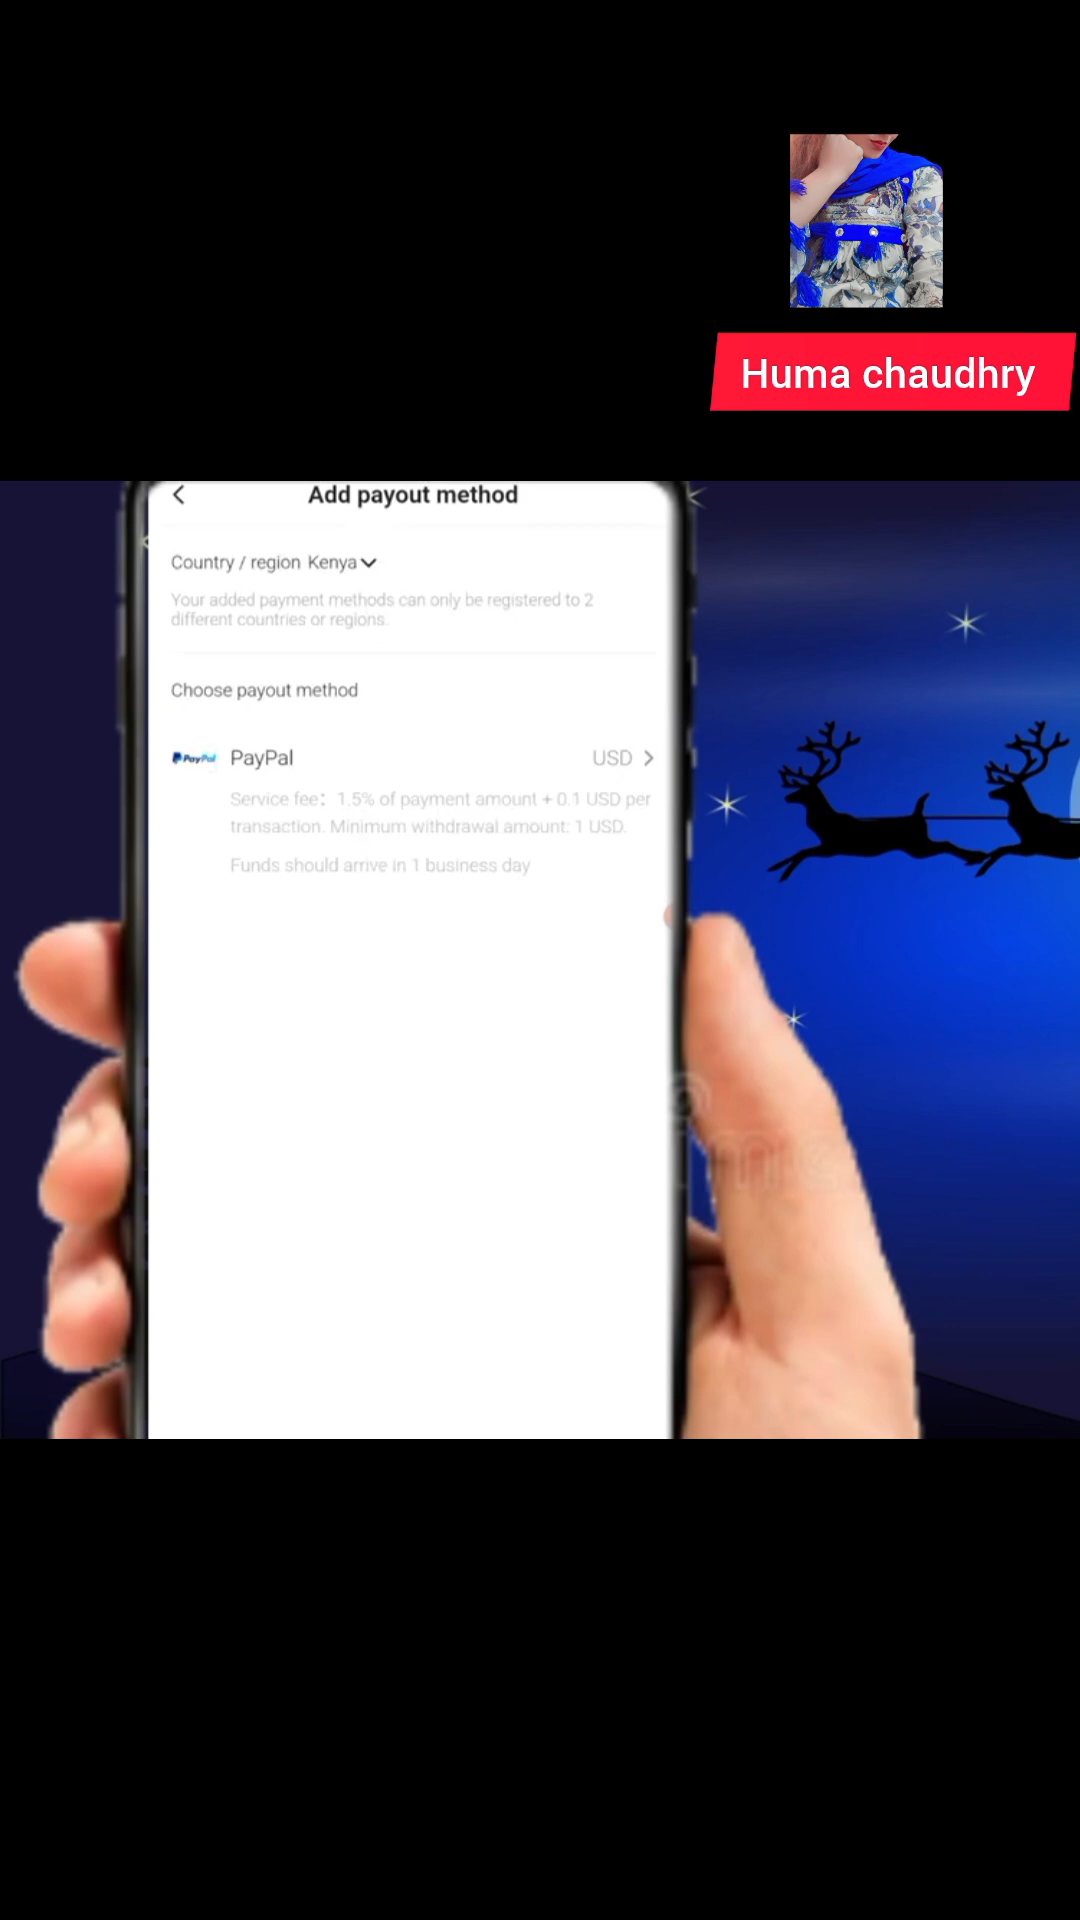 Huma chaudhry
Add payout method
Country / region Kenya
Your added payment methods can only be registered to 2
different countries or regions.
Choose payout method
PayPal PayPal USD
Service fee: 1.5% of payment amount + 0.1 USD per
transaction. Minimum withdrawal amount: 1 USD.
Funds should arrive in 1 business day